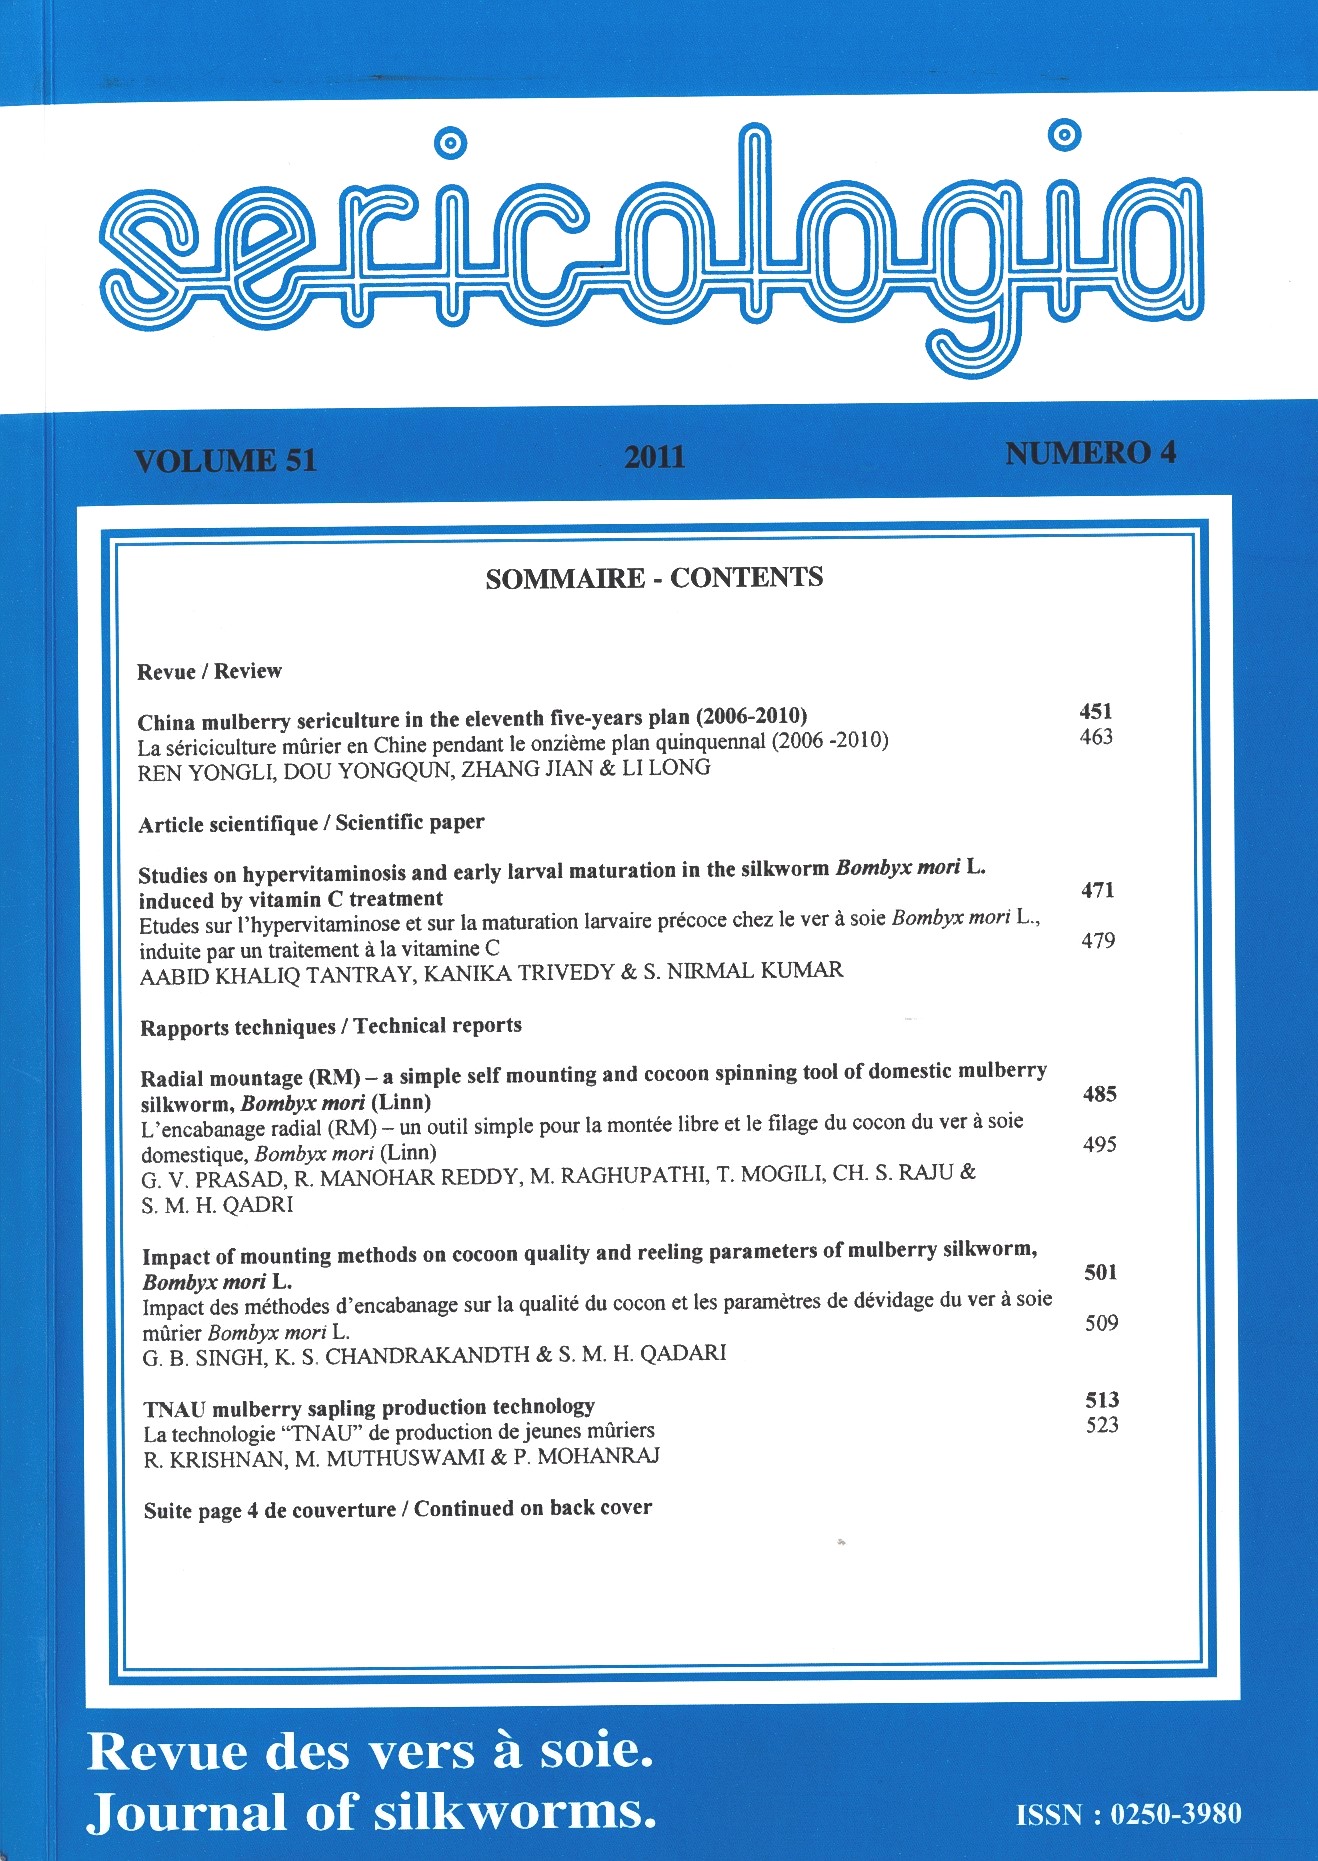 sericologia
VOLUME 51 2011 NUMERO 4
SOMMAIRE - CONTENTS
Revue / Review
China mulberry sericulture in the eleventh five-years plan (2006-2010) 451
La sériciculture mûrier en Chine pendant le onzième plan quinquennal (2006 -2010) 463
REN YONGLI, DOU YONGQUN, ZHANG JIAN & LI LONG
Article scientifique / Scientific paper
Studies on hypervitaminosis and early larval maturation in the silkworm Bombyx mori L.
induced by vitamin C treatment 471
Etudes sur l'hypervitaminose et sur la maturation larvaire précoce chez le ver à soie Bombyx mori L.,
induite par un traitement à la vitamine C 479
AABID KHALIQ TANTRAY, KANIKA TRIVEDY & S. NIRMAL KUMAR
Rapports techniques / Technical reports
Radial mountage (RM) – a simple self mounting and cocoon spinning tool of domestic mulberry
silkworm, Bombyx mori (Linn) 485
L'encabanage radial (RM) – un outil simple pour la montée libre et le filage du cocon du ver à soie
domestique, Bombyx mori (Linn) 495
G. V. PRASAD, R. MANOHAR REDDY, M. RAGHUPATHI, T. MOGILI, CH. S. RAJU &
S. M. H. QADRI
Impact of mounting methods on cocoon quality and reeling parameters of mulberry silkworm,
Bombyx mori L. 501
Impact des méthodes d'encabanage sur la qualité du cocon et les paramètres de dévidage du ver à soie
mûrier Bombyx mori L. 509
G. B. SINGH, K. S. CHANDRAKANDTH & S. M. H. QADARI
TNAU mulberry sapling production technology 513
La technologie “TNAU” de production de jeunes mûriers 523
R. KRISHNAN, M. MUTHUSWAMI & P. MOHANRAJ
Suite page 4 de couverture / Continued on back cover
Revue des vers à soie.
Journal of silkworms.
ISSN : 0250-3980